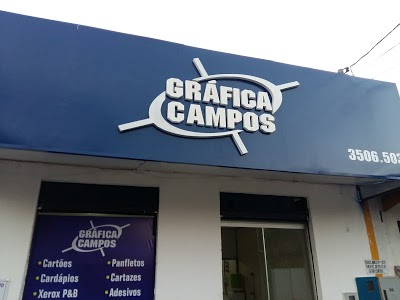 GRÁFICA
CAMPOS
3506.503
GRÁFICA
CAMPOS
• Cartões
• Cardápios
• Xerox P&B
• Panfletos
• Cartazes
• Adesivos